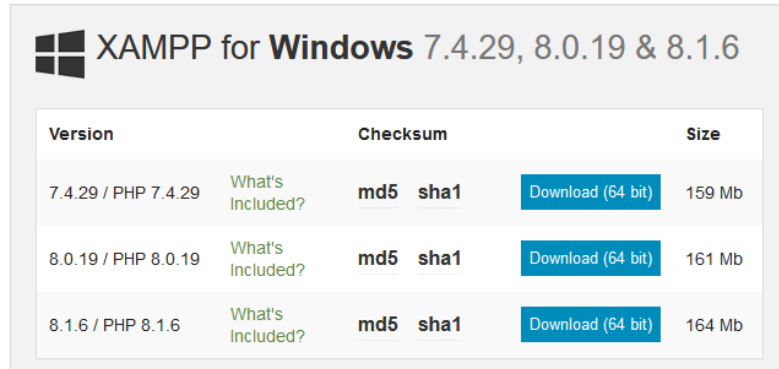 XAMPP for Windows 7.4.29, 8.0.19 & 8.1.6
Version Checksum Size
7.4.29 / PHP 7.4.29 What's Included? md5 sha1 Download (64 bit) 159 Mb
8.0.19 / PHP 8.0.19 What's Included? md5 sha1 Download (64 bit) 161 Mb
8.1.6 / PHP 8.1.6 What's Included? md5 sha1 Download (64 bit) 164 Mb